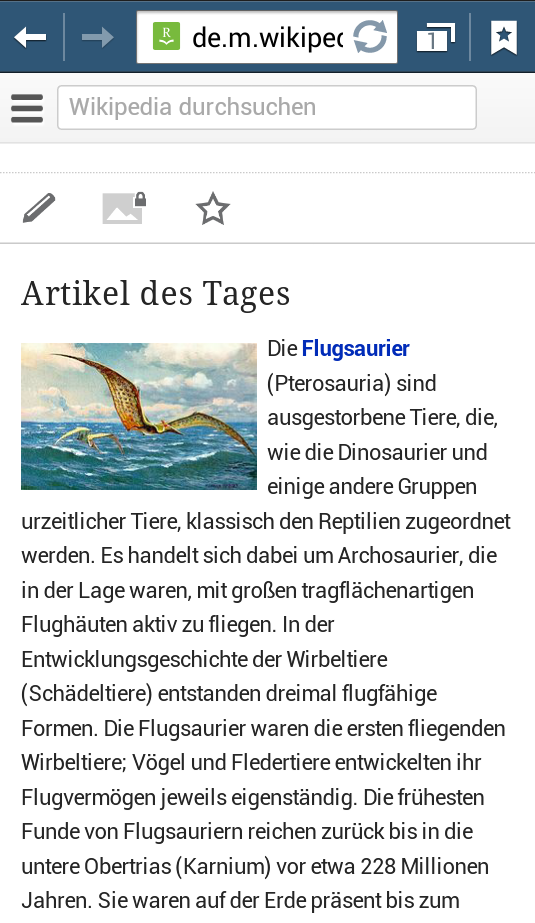 R
de.m.wikiped
1
Wikipedia durchsuchen
Artikel des Tages
Die Flugsaurier
(Pterosauria) sind
ausgestorbene Tiere, die,
wie die Dinosaurier und
einige andere Gruppen
urzeitlicher Tiere, klassisch den Reptilien zugeordnet
werden. Es handelt sich dabei um Archosaurier, die
in der Lage waren, mit großen tragflächenartigen
Flughäuten aktiv zu fliegen. In der
Entwicklungsgeschichte der Wirbeltiere
(Schädeltiere) entstanden dreimal flugfähige
Formen. Die Flugsaurier waren die ersten fliegenden
Wirbeltiere; Vögel und Fledertiere entwickelten ihr
Flugvermögen jeweils eigenständig. Die frühesten
Funde von Flugsauriern reichen zurück bis in die
untere Obertrias (Karnium) vor etwa 228 Millionen
Jahren. Sie waren auf der Erde präsent bis zum